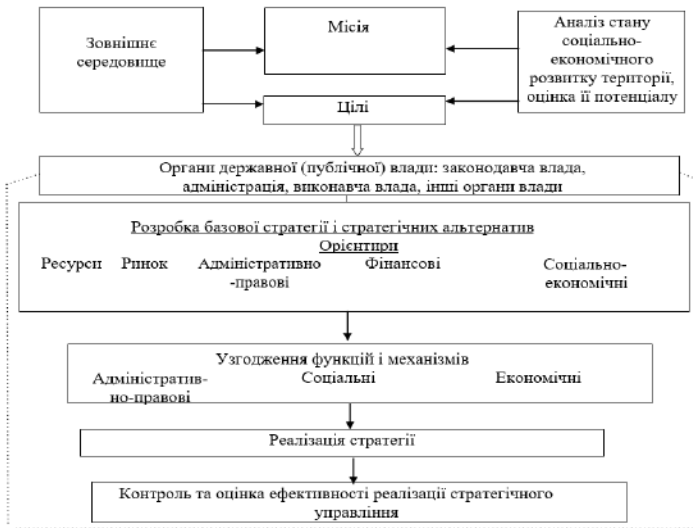 Зовнішнє
середовище
Місія
Аналіз стану
соціально-
економічного
розвитку території,
оцінка її потенціалу
Цілі
Органи державної (публічної) влади: законодавча влада,
адміністрація, виконавча влада, інші органи влади
Розробка базової стратегії і стратегічних альтернатив
Орієнтири
Ресурси Ринок Адміністративно Фінансові Соціально-
-правові економічні
Узгодження функцій і механізмів
Адміністратив- Соціальні Економічні
но-правові
Реалізація стратегії
Контроль та оцінка ефективності реалізації стратегічного
управління